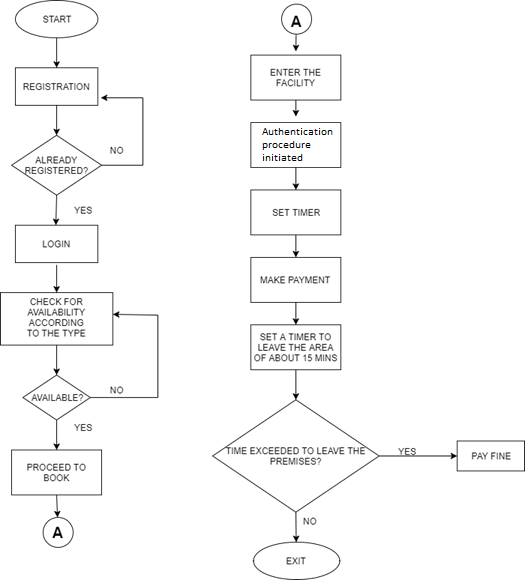 START
REGISTRATION
ALREADY
REGISTERED?
NO
YES
LOGIN
CHECK FOR
AVAILABILITY
ACCORDING
TO THE TYPE
AVAILABLE?
NO
YES
PROCEED TO
BOOK
A
A
ENTER THE
FACILITY
Authentication
procedure
initiated
SET TIMER
MAKE PAYMENT
SET A TIMER TO
LEAVE THE AREA
OF ABOUT 15 MINS
TIME EXCEEDED TO LEAVE THE
PREMISES?
YES
PAY FINE
NO
EXIT